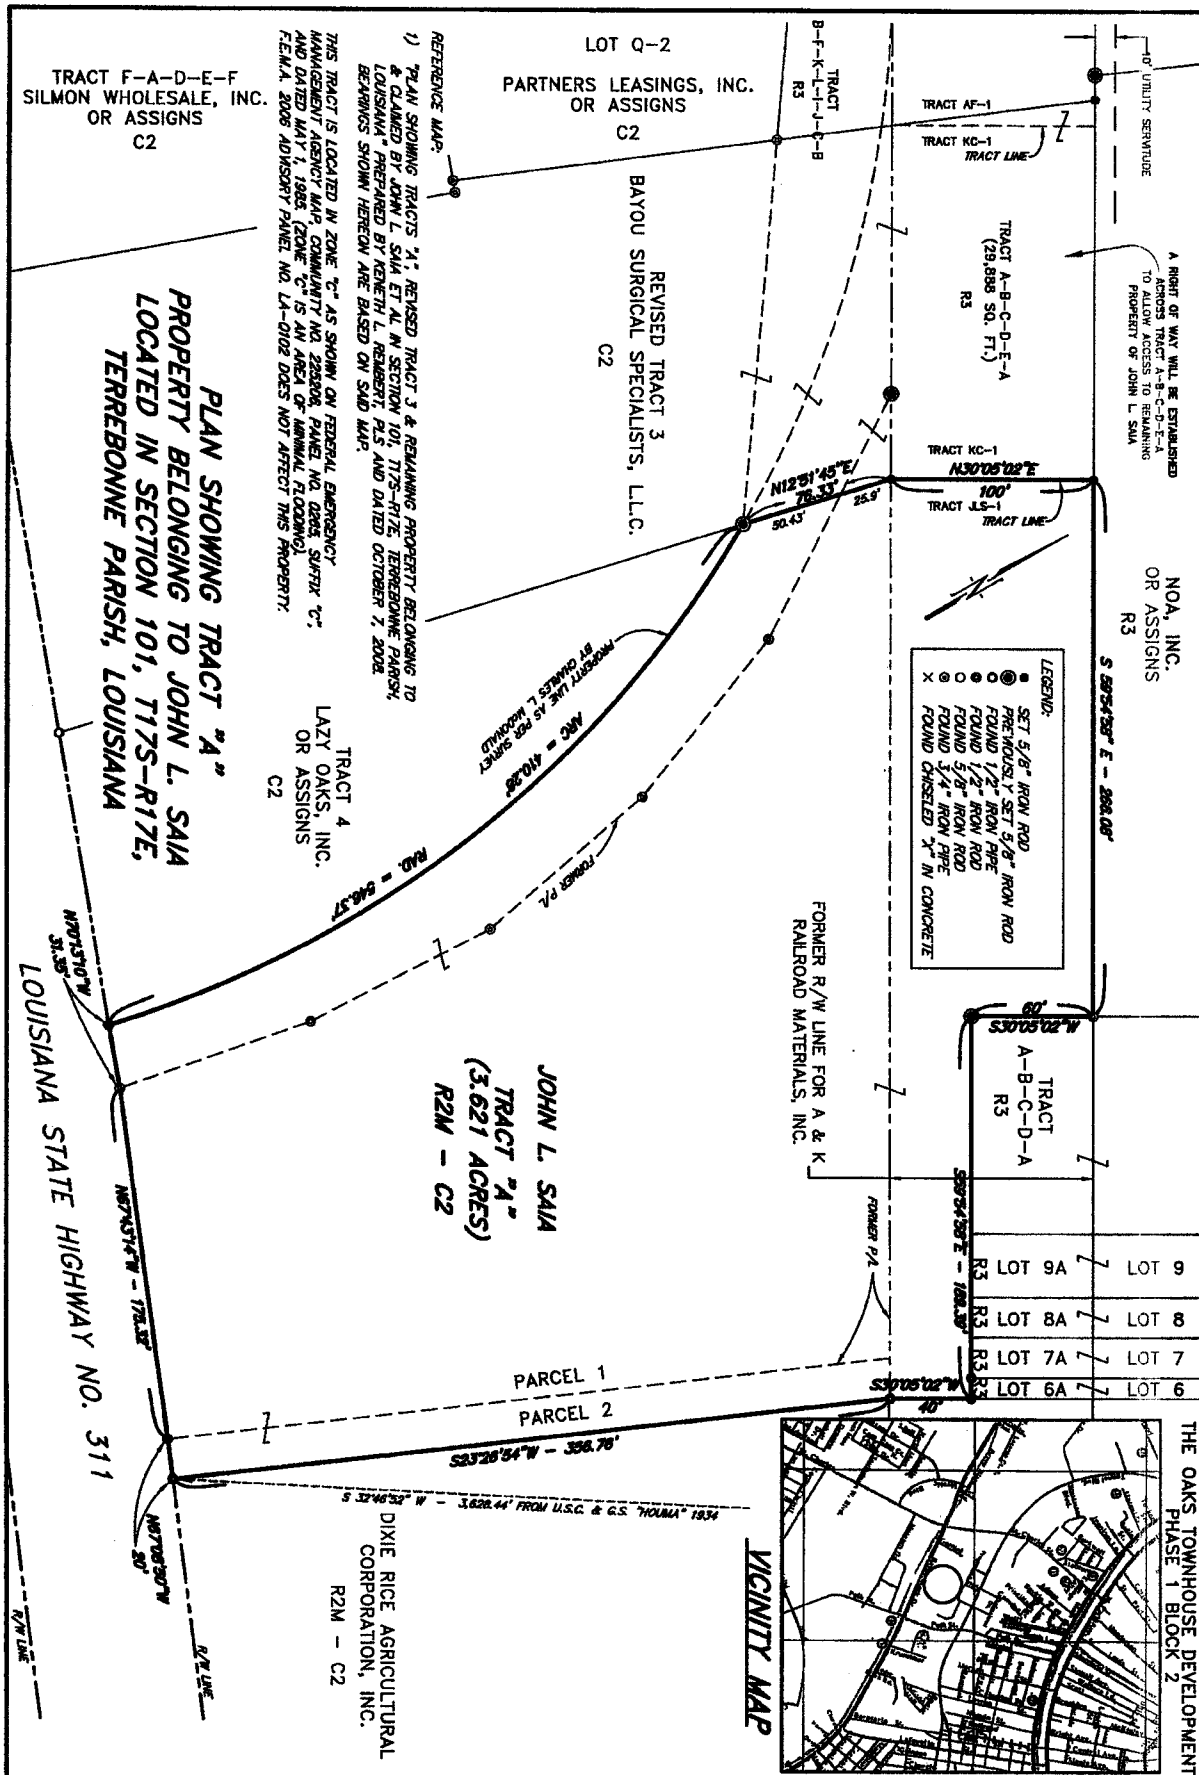 TRACT F-A-D-E-F
SILMON WHOLESALE, INC.
OR ASSIGNS
C2
LOT Q-2
PARTNERS LEASINGS, INC.
OR ASSIGNS
C2
TRACT
B-F-K-L-I-J-C-B
R3
TRACT AF-1
TRACT KC-1
TRACT LINE
10' UTILITY SERVITUDE
A RIGHT OF WAY WILL BE ESTABLISHED
ACROSS TRACT A-B-C-D-E-A
TO ALLOW ACCESS TO REMAINING
PROPERTY OF JOHN L. SAIA
TRACT A-B-C-D-E-A
(29,888 SQ. FT.)
R3
REVISED TRACT 3
BAYOU SURGICAL SPECIALISTS, L.L.C.
C2
REFERENCE MAP:
1) "PLAN SHOWING TRACTS "A", REVISED TRACT 3 & REMAINING PROPERTY BELONGING TO
& CLAIMED BY JOHN L. SAIA ET AL IN SECTION 101, T17S-R17E, TERREBONNE PARISH,
LOUISIANA" PREPARED BY KENETH L. REMBERT, PLS AND DATED OCTOBER 7, 2008.
BEARINGS SHOWN HEREON ARE BASED ON SAID MAP.
THIS TRACT IS LOCATED IN ZONE "C" AS SHOWN ON FEDERAL EMERGENCY
MANAGEMENT AGENCY MAP, COMMUNITY NO. 225206, PANEL NO. 0265, SUFFIX "C",
AND DATED MAY 1, 1985. (ZONE "C" IS AN AREA OF MINIMAL FLOODING).
F.E.M.A. 2006 ADVISORY PANEL NO. LA-Q102 DOES NOT AFFECT THIS PROPERTY.
PLAN SHOWING TRACT "A"
PROPERTY BELONGING TO JOHN L. SAIA
LOCATED IN SECTION 101, T17S-R17E,
TERREBONNE PARISH, LOUISIANA
TRACT KC-1
N30°05'02"E
100'
TRACT JLS-1
TRACT LINE
N12°51'45"E
76.33'
25.9'
50.43'
NOA, INC.
OR ASSIGNS
R3
S 59°54'58" E - 266.08'
LEGEND:
SET 5/8" IRON ROD
PREVIOUSLY SET 5/8" IRON ROD
FOUND 1/2" IRON PIPE
FOUND 1/2" IRON ROD
FOUND 5/8" IRON ROD
FOUND 3/4" IRON PIPE
FOUND CHISELED "X" IN CONCRETE
PROPERTY LINE AS PER SURVEY
BY CHARLES L. McDONALD
ARC = 410.28'
RAD. = 546.37'
FORMER P/L
TRACT 4
LAZY OAKS, INC.
OR ASSIGNS
C2
FORMER R/W LINE FOR A & K
RAILROAD MATERIALS, INC.
60'
S30°05'02"W
TRACT
A-B-C-D-A
R3
S59°54'58"E - 189.39'
LOT 9
LOT 9A
R3
LOT 8
LOT 8A
R3
LOT 7
LOT 7A
R3
LOT 6
LOT 6A
R3
JOHN L. SAIA
TRACT "A"
(3.621 ACRES)
R2M - C2
N70°13'10"W
31.35'
N67°43'14"W - 176.32'
LOUISIANA STATE HIGHWAY NO. 311
FORMER P/L
PARCEL 1
PARCEL 2
S30°05'02"W
40'
S23°26'54"W - 356.76'
S 32°46'52" W - 3,628.44' FROM U.S.C. & G.S. "HOUMA" 1934
N67°08'50"W
20'
R/W LINE
R/W LINE
DIXIE RICE AGRICULTURAL
CORPORATION, INC.
R2M - C2
THE OAKS TOWNHOUSE DEVELOPMENT
PHASE 1 BLOCK 2
VICINITY MAP